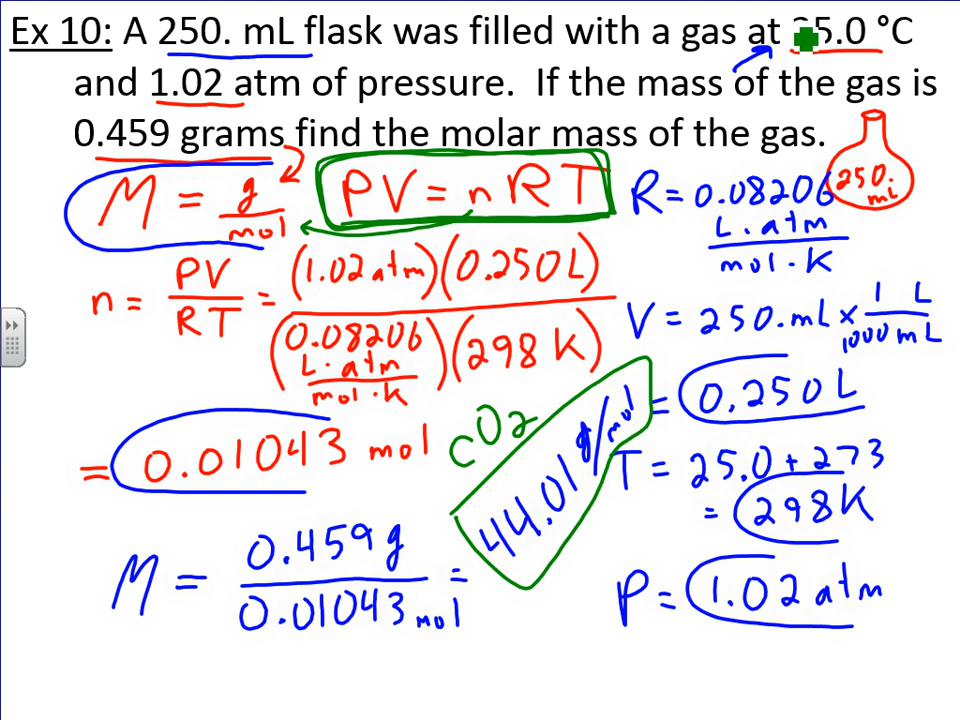 Ex 10: A 250. mL flask was filled with a gas at 25.0 °C
and 1.02 atm of pressure. If the mass of the gas is
0.459 grams find the molar mass of the gas.
M = g/mol
PV = nRT
R = 0.08206 L·atm/mol·K
250. mL
n = PV/RT = (1.02 atm)(0.250 L)/(0.08206 L·atm/mol·K)(298 K)
V = 250. mL × 1 L/1000 mL
= 0.250 L
= 0.01043 mol
CO2
T = 25.0 + 273
= 298 K
M = 0.459 g/0.01043 mol =
44.01 g/mol
P = 1.02 atm